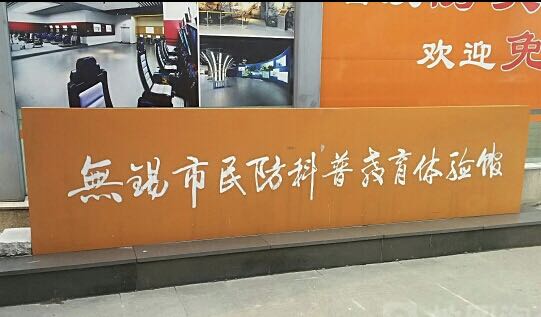 欢迎免
無锡市民防科普教育体验馆